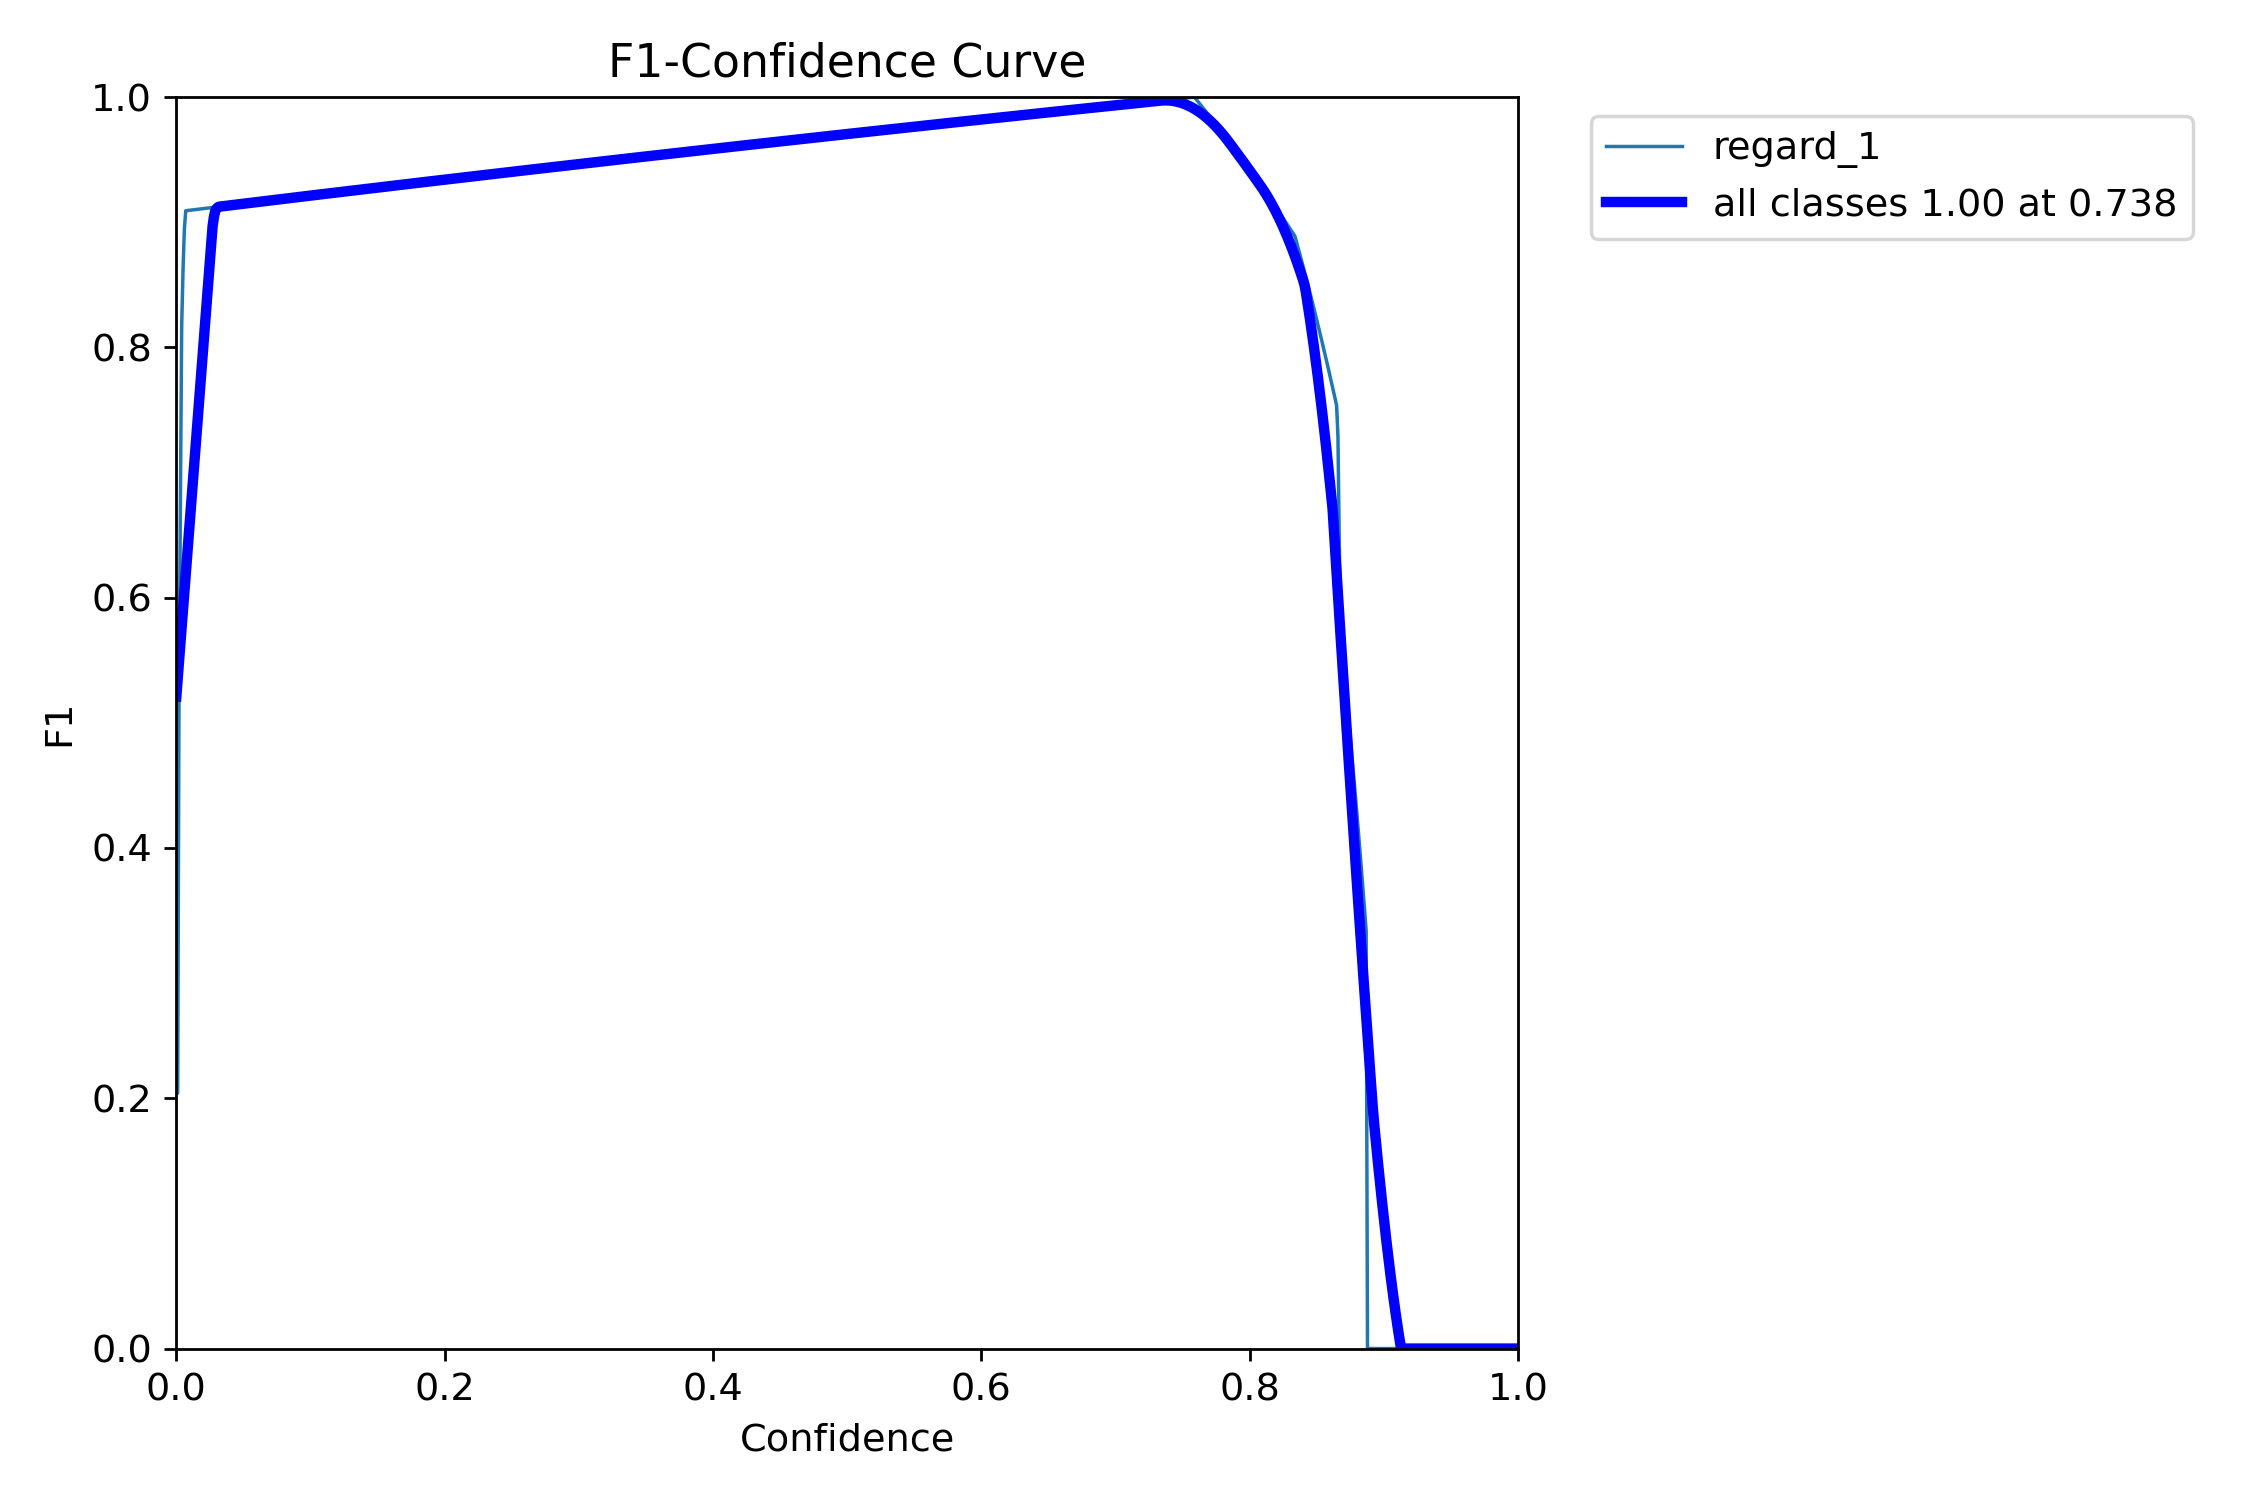 F1-Confidence Curve
1.0
0.8
0.6
0.4
0.2
0.0
F1
0.0 0.2 0.4 0.6 0.8 1.0
Confidence
regard_1
all classes 1.00 at 0.738